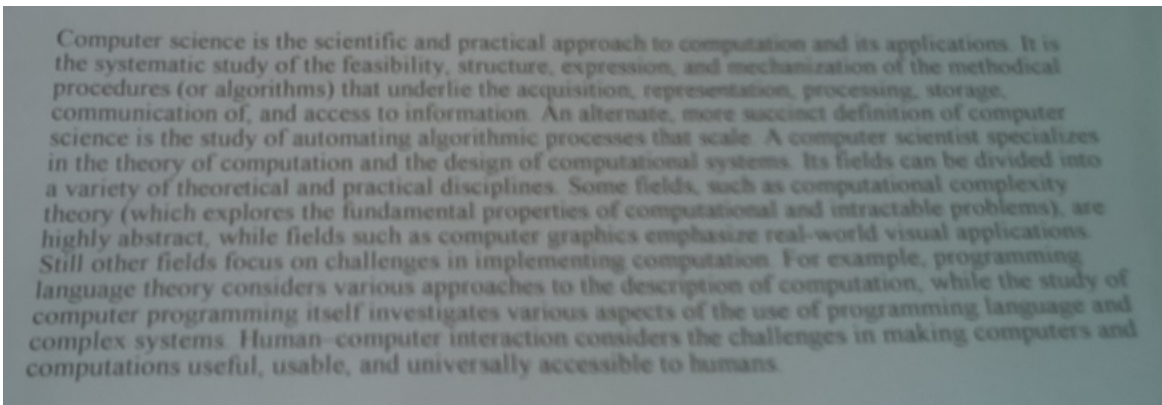 Computer science is the scientific and practical approach to computation and its applications. It is
the systematic study of the feasibility, structure, expression, and mechanization of the methodical
procedures (or algorithms) that underlie the acquisition, representation, processing, storage,
communication of, and access to information. An alternate, more succinct definition of computer
science is the study of automating algorithmic processes that scale. A computer scientist specializes
in the theory of computation and the design of computational systems. Its fields can be divided into
a variety of theoretical and practical disciplines. Some fields, such as computational complexity
theory (which explores the fundamental properties of computational and intractable problems), are
highly abstract, while fields such as computer graphics emphasize real-world visual applications.
Still other fields focus on challenges in implementing computation. For example, programming
language theory considers various approaches to the description of computation, while the study of
computer programming itself investigates various aspects of the use of programming language and
complex systems. Human–computer interaction considers the challenges in making computers and
computations useful, usable, and universally accessible to humans.